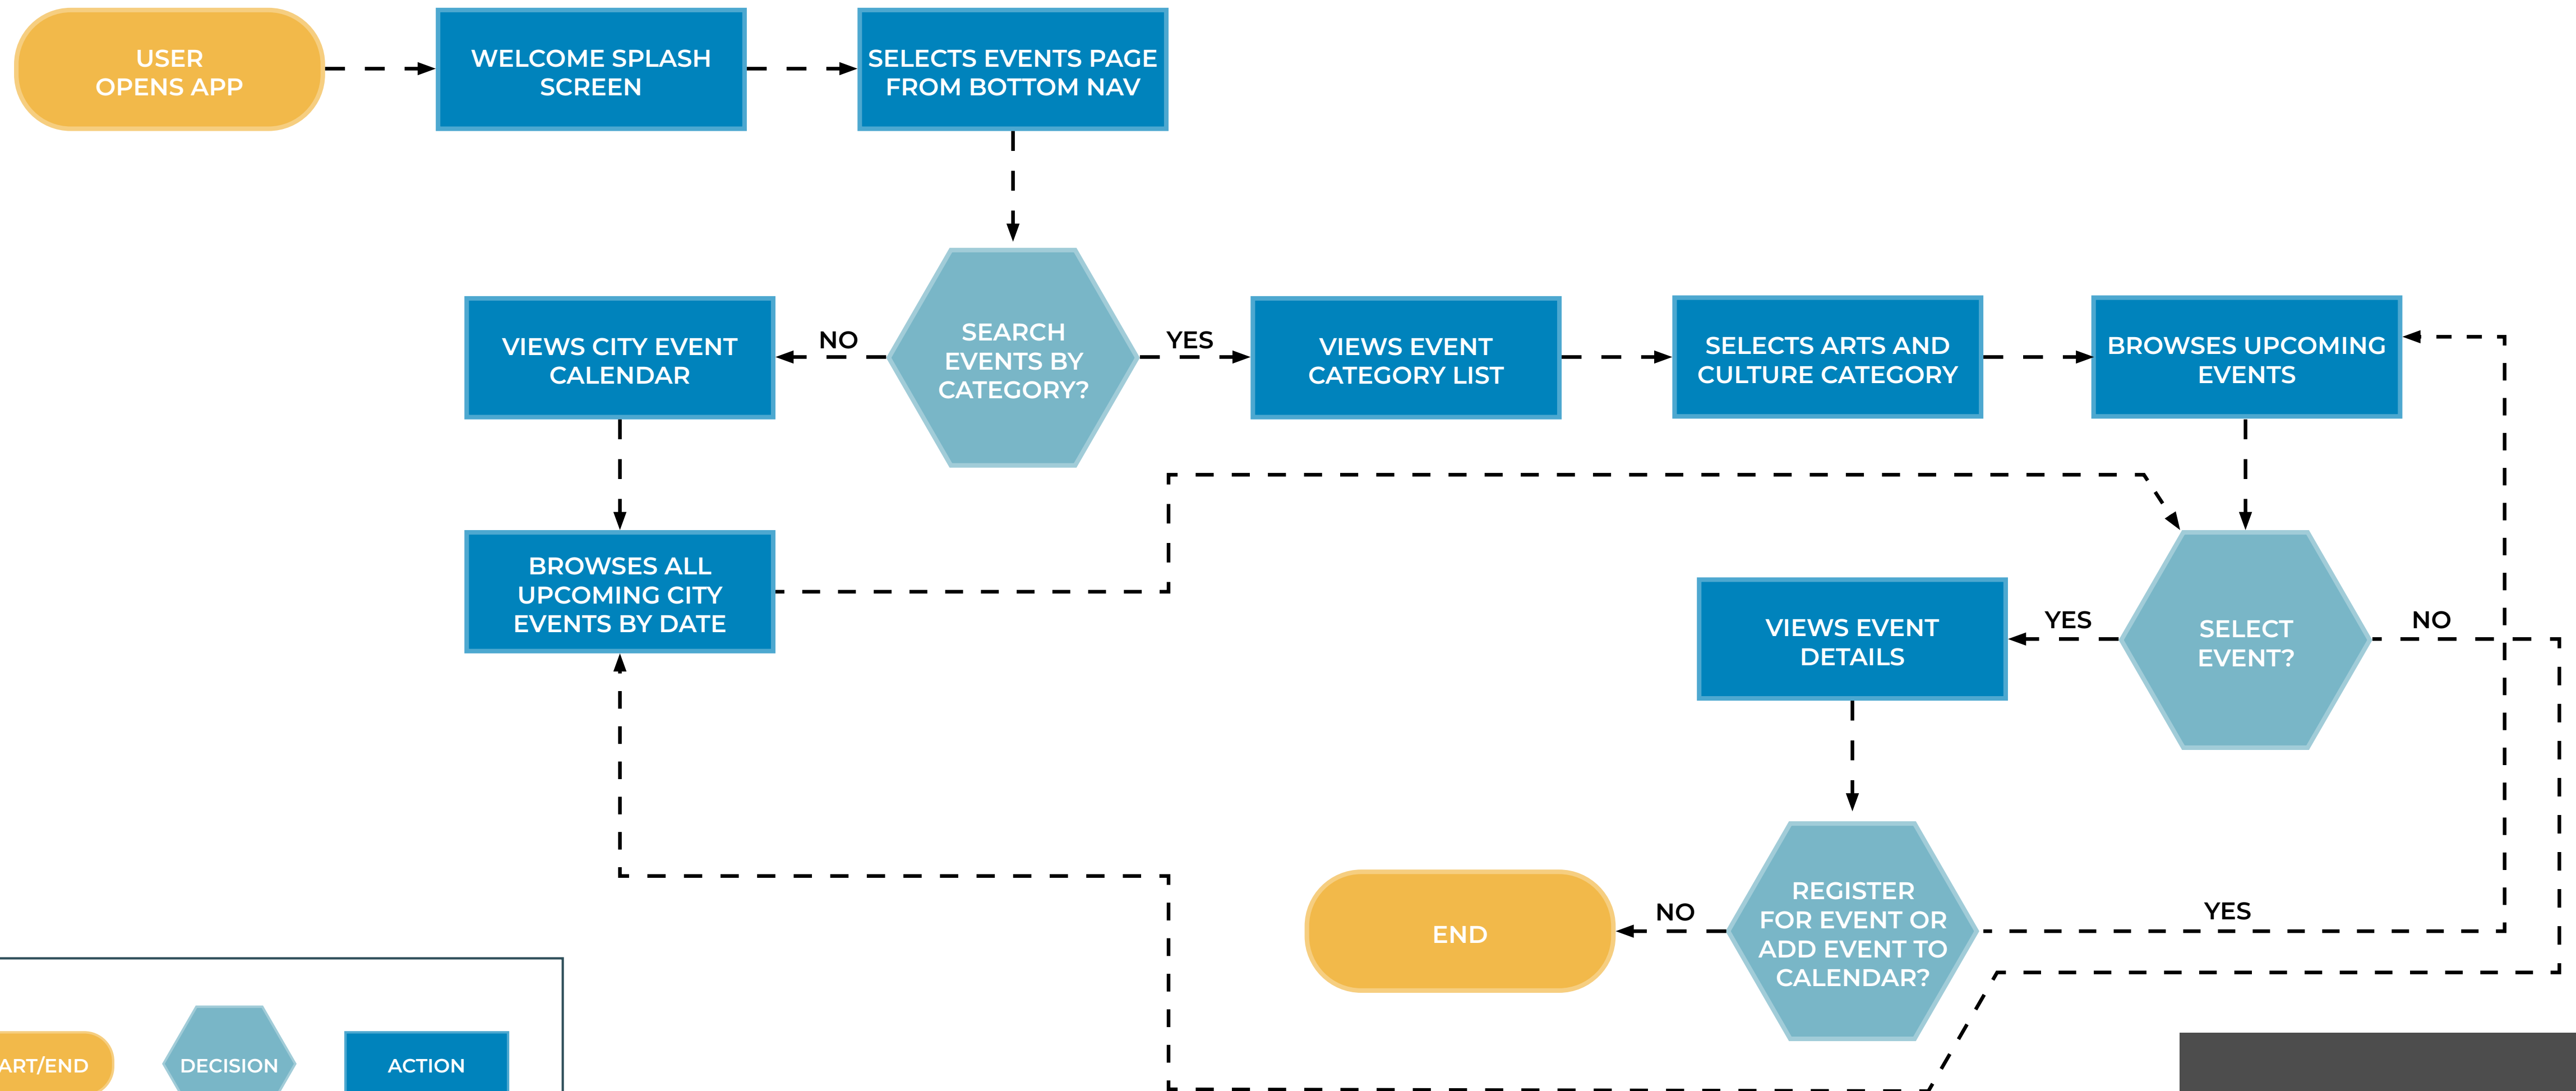 USER
OPENS APP
WELCOME SPLASH
SCREEN
SELECTS EVENTS PAGE
FROM BOTTOM NAV
VIEWS CITY EVENT
CALENDAR
NO
SEARCH
EVENTS BY
CATEGORY?
YES
VIEWS EVENT
CATEGORY LIST
SELECTS ARTS AND
CULTURE CATEGORY
BROWSES UPCOMING
EVENTS
BROWSES ALL
UPCOMING CITY
EVENTS BY DATE
VIEWS EVENT
DETAILS
YES
SELECT
EVENT?
NO
END
NO
REGISTER
FOR EVENT OR
ADD EVENT TO
CALENDAR?
YES
ART/END
DECISION
ACTION